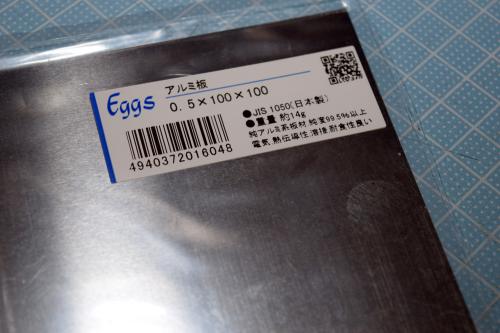 Eggs
アルミ板
0.5×100×100
4940372016048
●JIS 1050(日本製)
●重量 約14g
純アルミ系板材 純度99.5%以上
電気,熱伝導性,溶接,耐食性良い